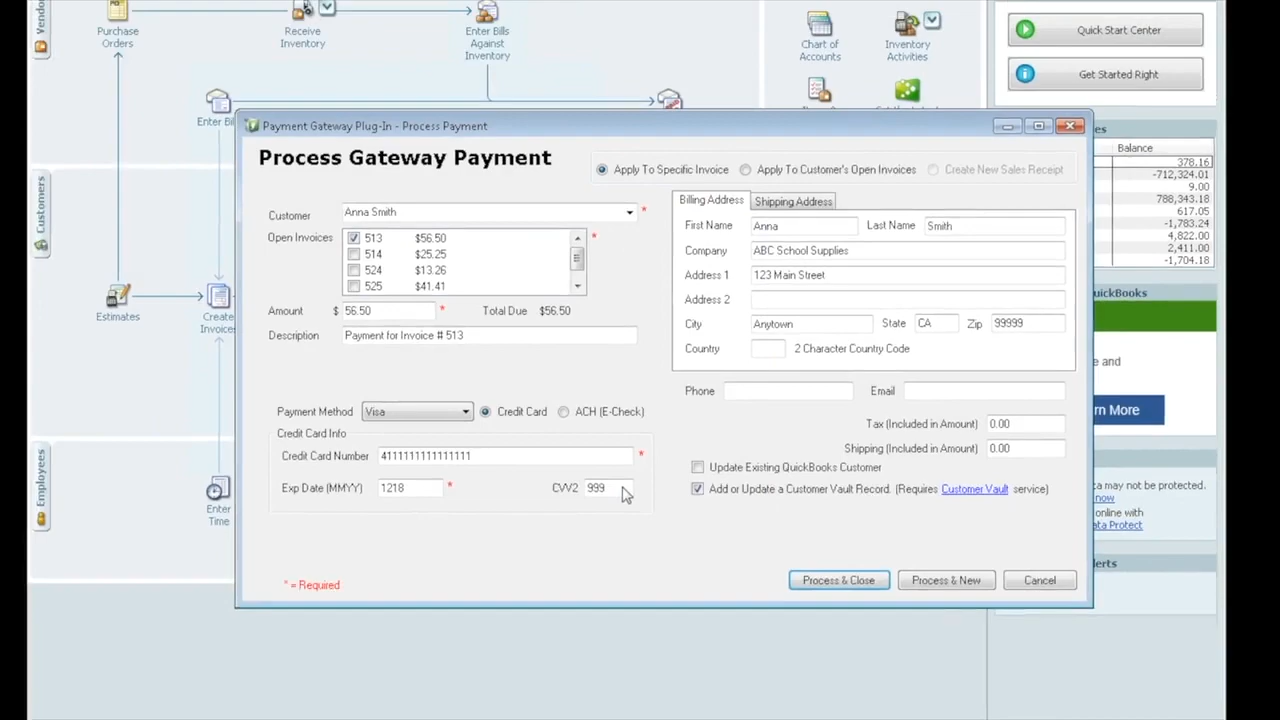 Vendo
Purchase
Orders
Receive
Inventory
Enter Bills
Against
Inventory
Chart of
Accounts
Inventory
Activities
Quick Start Center
Get Started Right
Enter Bil
Payment Gateway Plug-In - Process Payment
Process Gateway Payment
Apply To Specific Invoice
Apply To Customer's Open Invoices
Create New Sales Receipt
Customer
Anna Smith
*
Open Invoices
513 $56.50
514 $25.25
524 $13.26
525 $41.41
*
Amount $ 56.50 * Total Due $56.50
Description Payment for Invoice # 513
Billing Address
Shipping Address
First Name Anna Last Name Smith
Company ABC School Supplies
Address 1 123 Main Street
Address 2
City Anytown State CA Zip 99999
Country 2 Character Country Code
Phone Email
Payment Method Visa Credit Card ACH (E-Check)
Credit Card Info
Credit Card Number 4111111111111111 *
Exp Date (MMYY) 1218 * CVV2 999
Tax (Included in Amount) 0.00
Shipping (Included in Amount) 0.00
Update Existing QuickBooks Customer
Add or Update a Customer Vault Record. (Requires Customer Vault service)
* = Required
Process & Close
Process & New
Cancel
Customers
Estimates
Create
Invoices
Employees
Enter
Time
es
Balance
378.16
-712,324.01
9.00
788,343.18
617.05
-1,783.24
4,822.00
2,411.00
-1,704.18
uickBooks
e and
rn More
ta may not be protected.
now
online with
ata Protect
lerts